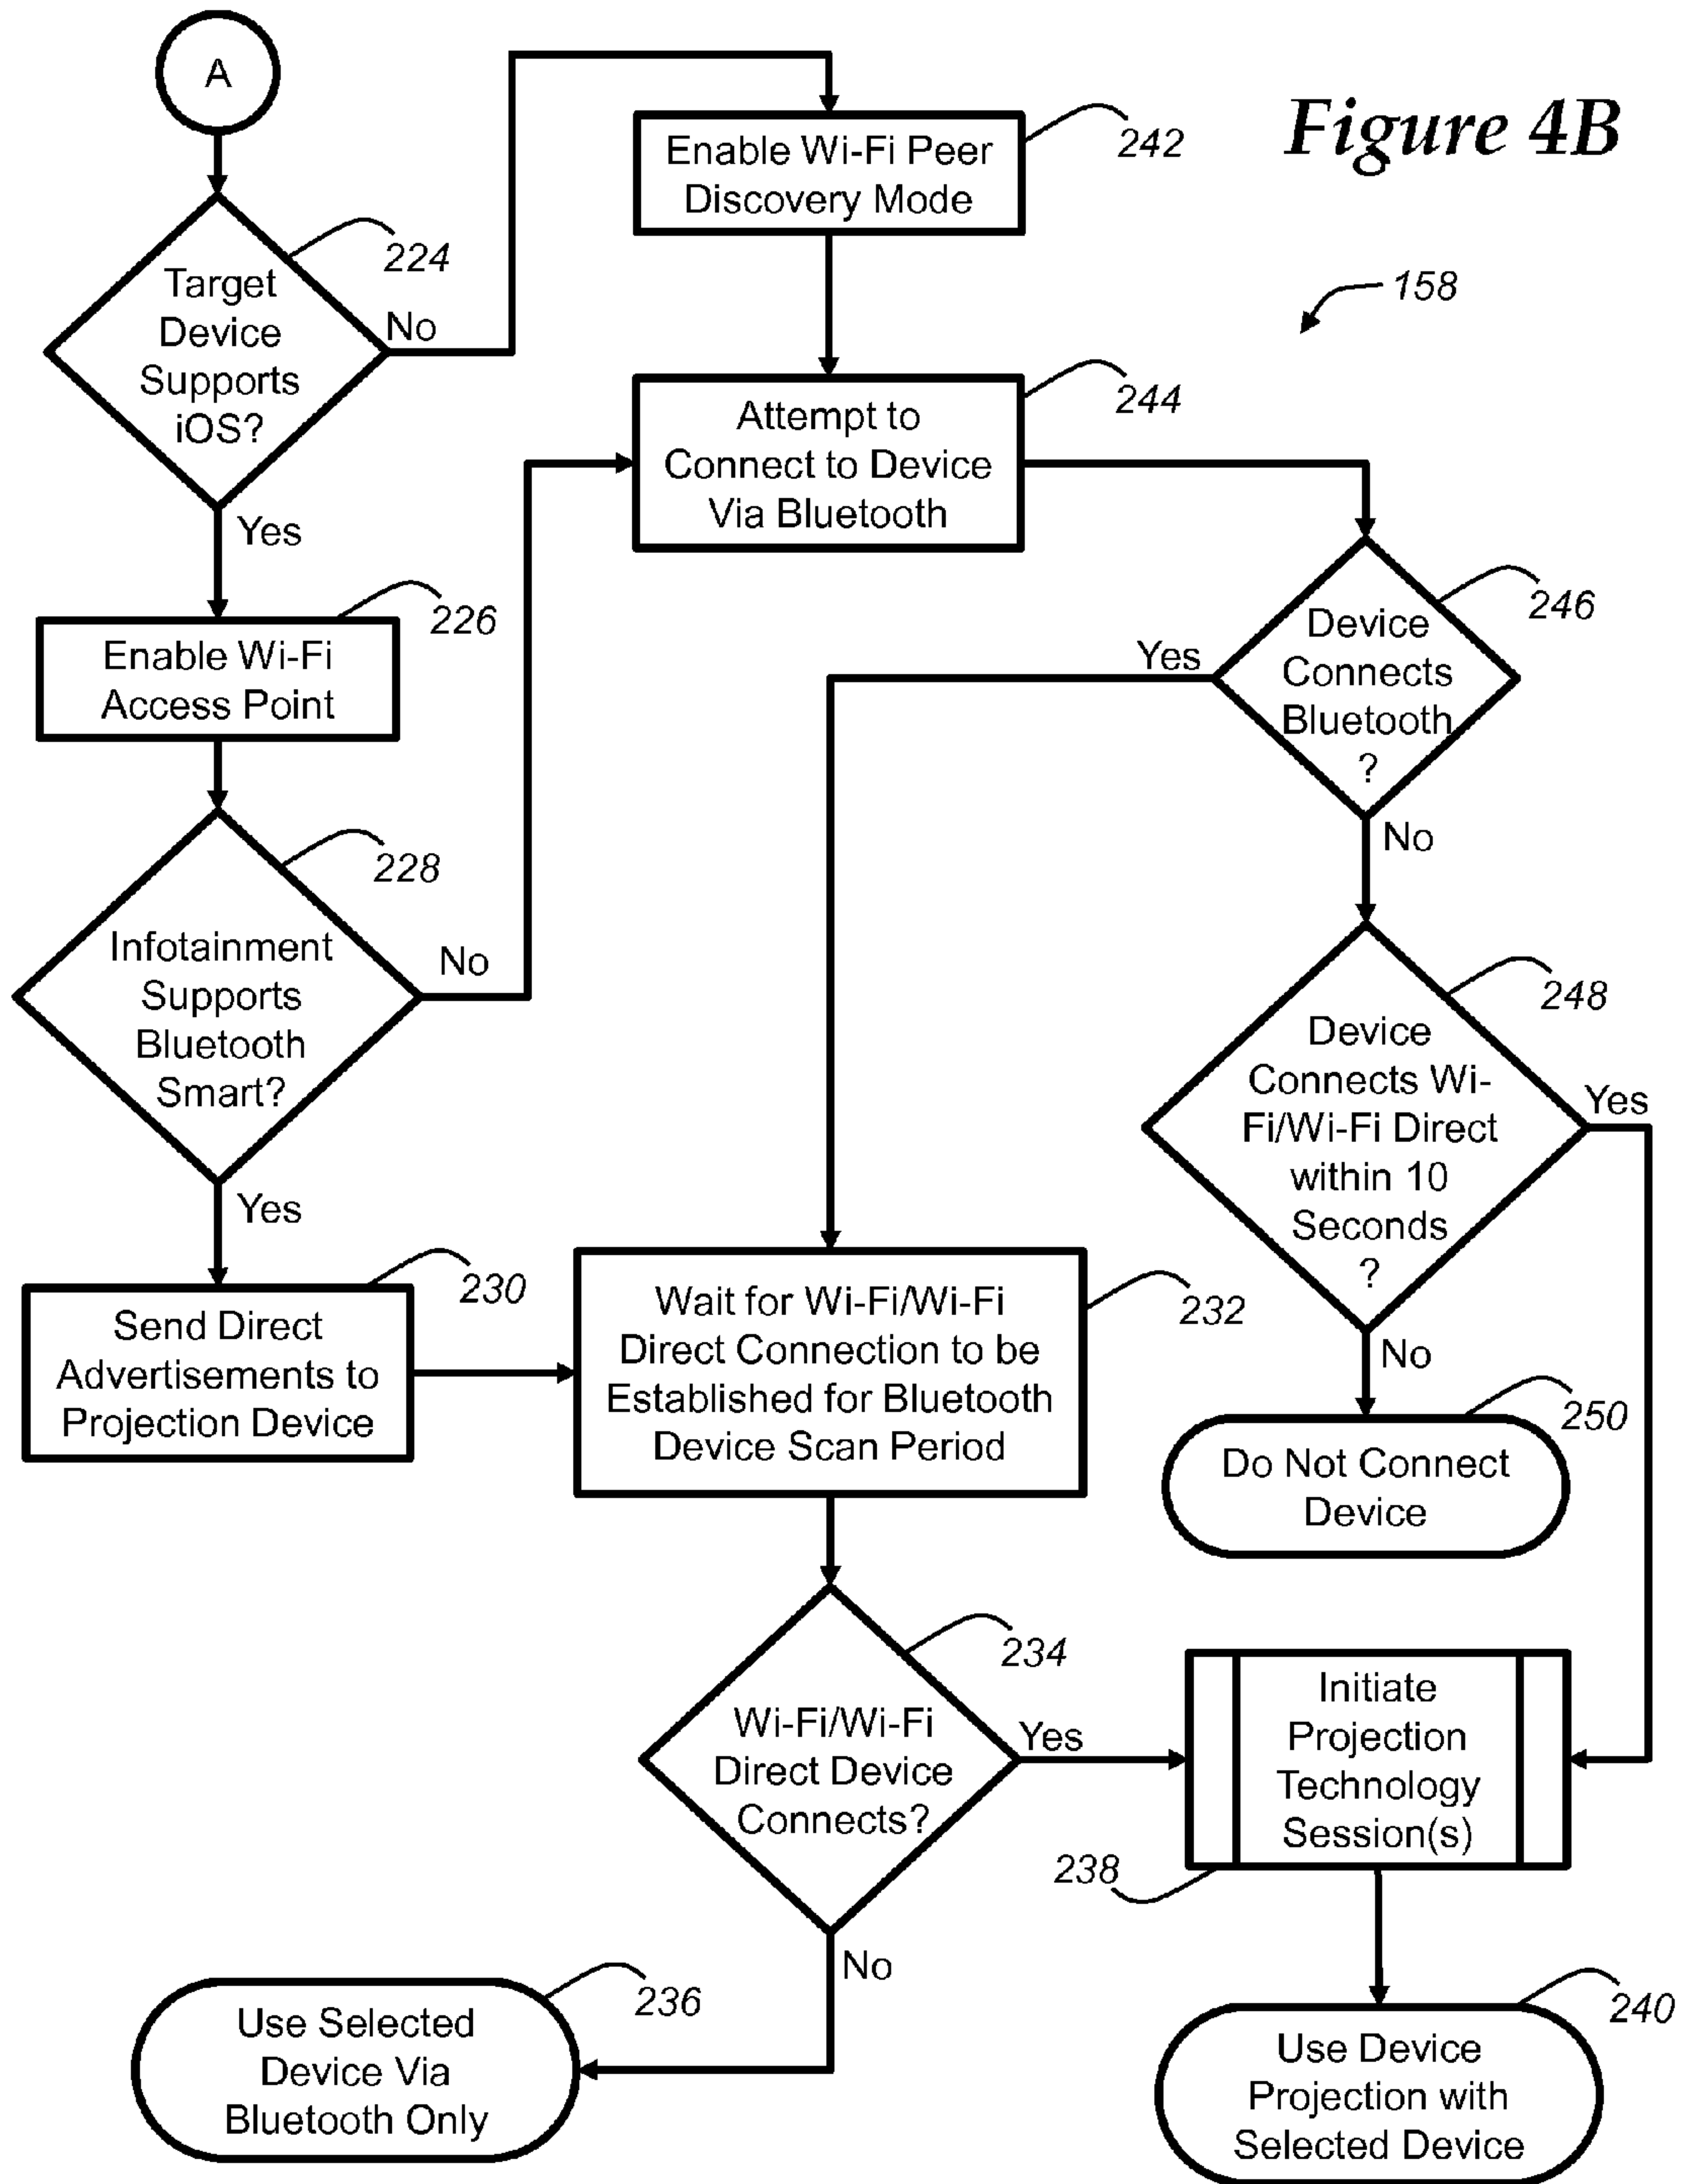 A
Figure 4B
Enable Wi-Fi Peer
Discovery Mode
242
224
Target
Device
Supports
iOS?
No
158
Attempt to
Connect to Device
Via Bluetooth
244
Yes
Enable Wi-Fi
Access Point
226
Device
Connects
Bluetooth
?
246
Yes
No
Infotainment
Supports
Bluetooth
Smart?
228
No
Device
Connects Wi-
Fi/Wi-Fi Direct
within 10
Seconds
?
248
Yes
Yes
Send Direct
Advertisements to
Projection Device
230
Wait for Wi-Fi/Wi-Fi
Direct Connection to be
Established for Bluetooth
Device Scan Period
232
No
Do Not Connect
Device
250
Wi-Fi/Wi-Fi
Direct Device
Connects?
234
Yes
Initiate
Projection
Technology
Session(s)
238
No
Use Selected
Device Via
Bluetooth Only
236
Use Device
Projection with
Selected Device
240